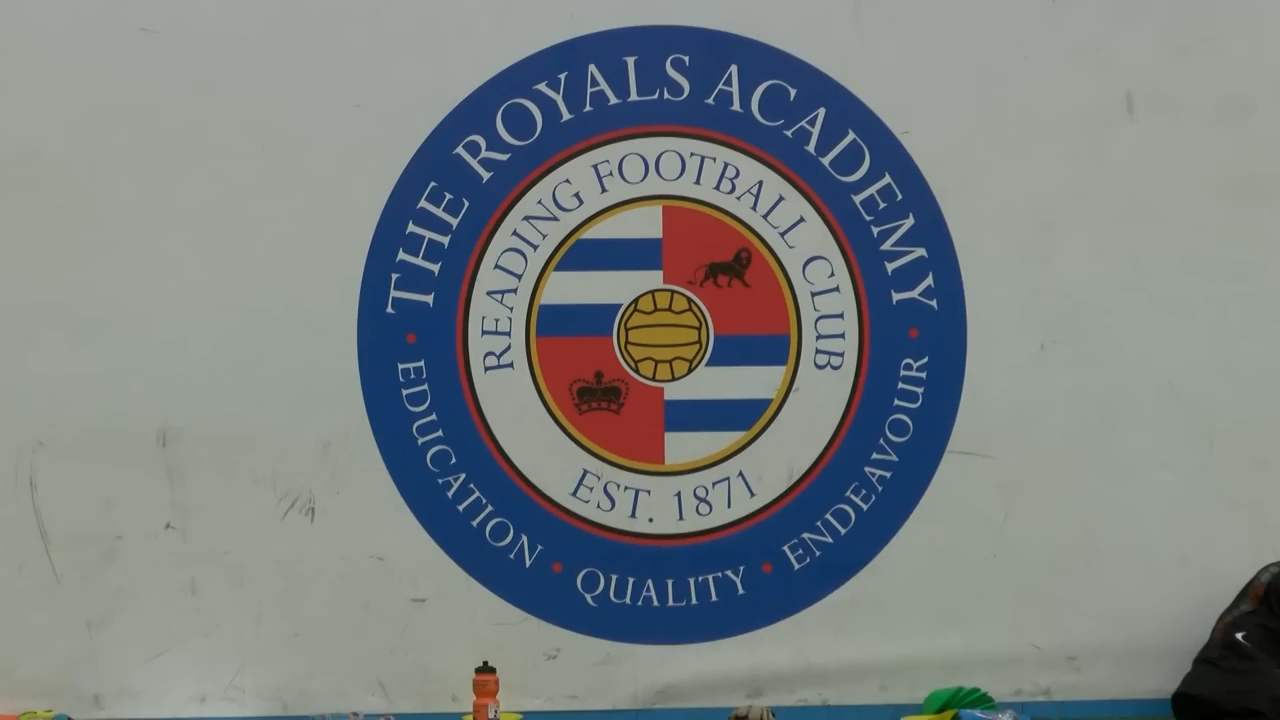 THE ROYALS ACADEMY
READING FOOTBALL CLUB
EST. 1871
EDUCATION • QUALITY • ENDEAVOUR